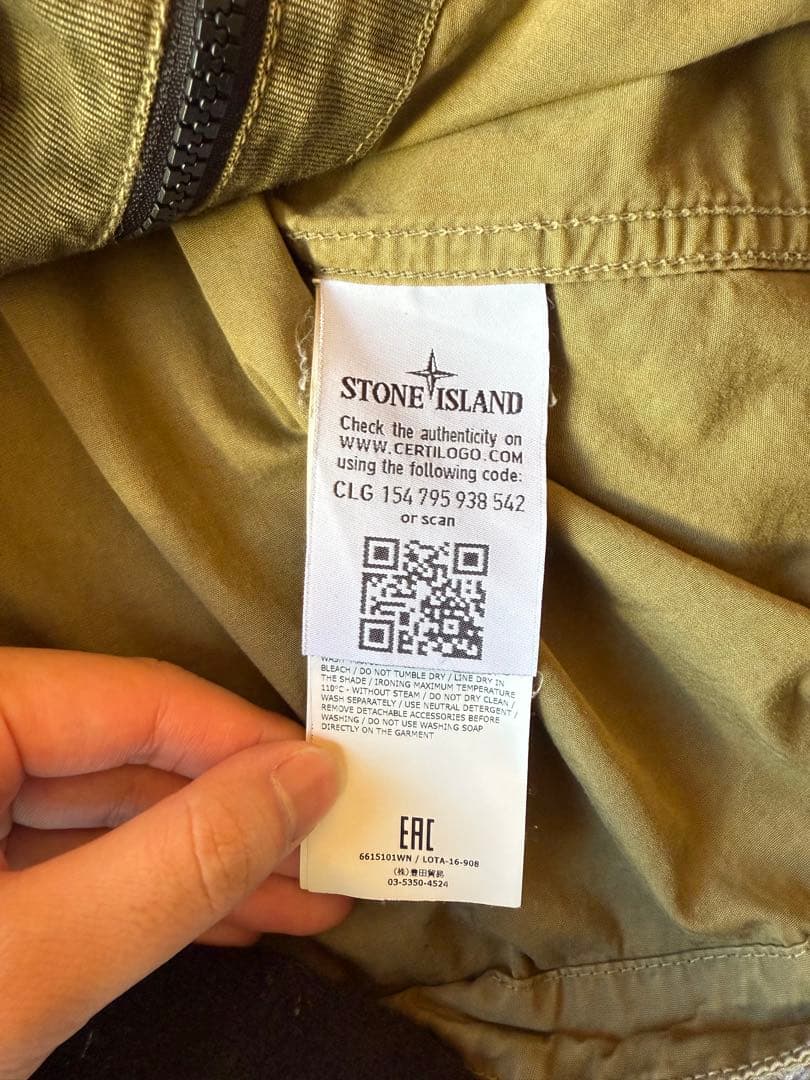 STONE ISLAND
Check the authenticity on
WWW.CERTILOGO.COM
using the following code:
CLG 154 795 938 542
or scan
BLEACH / DO NOT TUMBLE DRY / LINE DRY IN
THE SHADE / IRONING MAXIMUM TEMPERATURE
110°C - WITHOUT STEAM / DO NOT DRY CLEAN /
WASH SEPARATELY / USE NEUTRAL DETERGENT /
REMOVE DETACHABLE ACCESSORIES BEFORE
WASHING / DO NOT USE WASHING SOAP
DIRECTLY ON THE GARMENT
EAC
6615101WN / LOTA-16-908
(株)豊田貿易
03-5350-4524